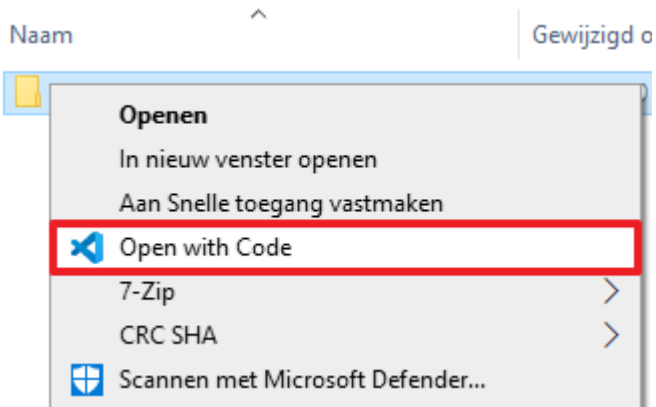 Naam Gewijzigd o
Openen
In nieuw venster openen
Aan Snelle toegang vastmaken
Open with Code
7-Zip
CRC SHA
Scannen met Microsoft Defender...